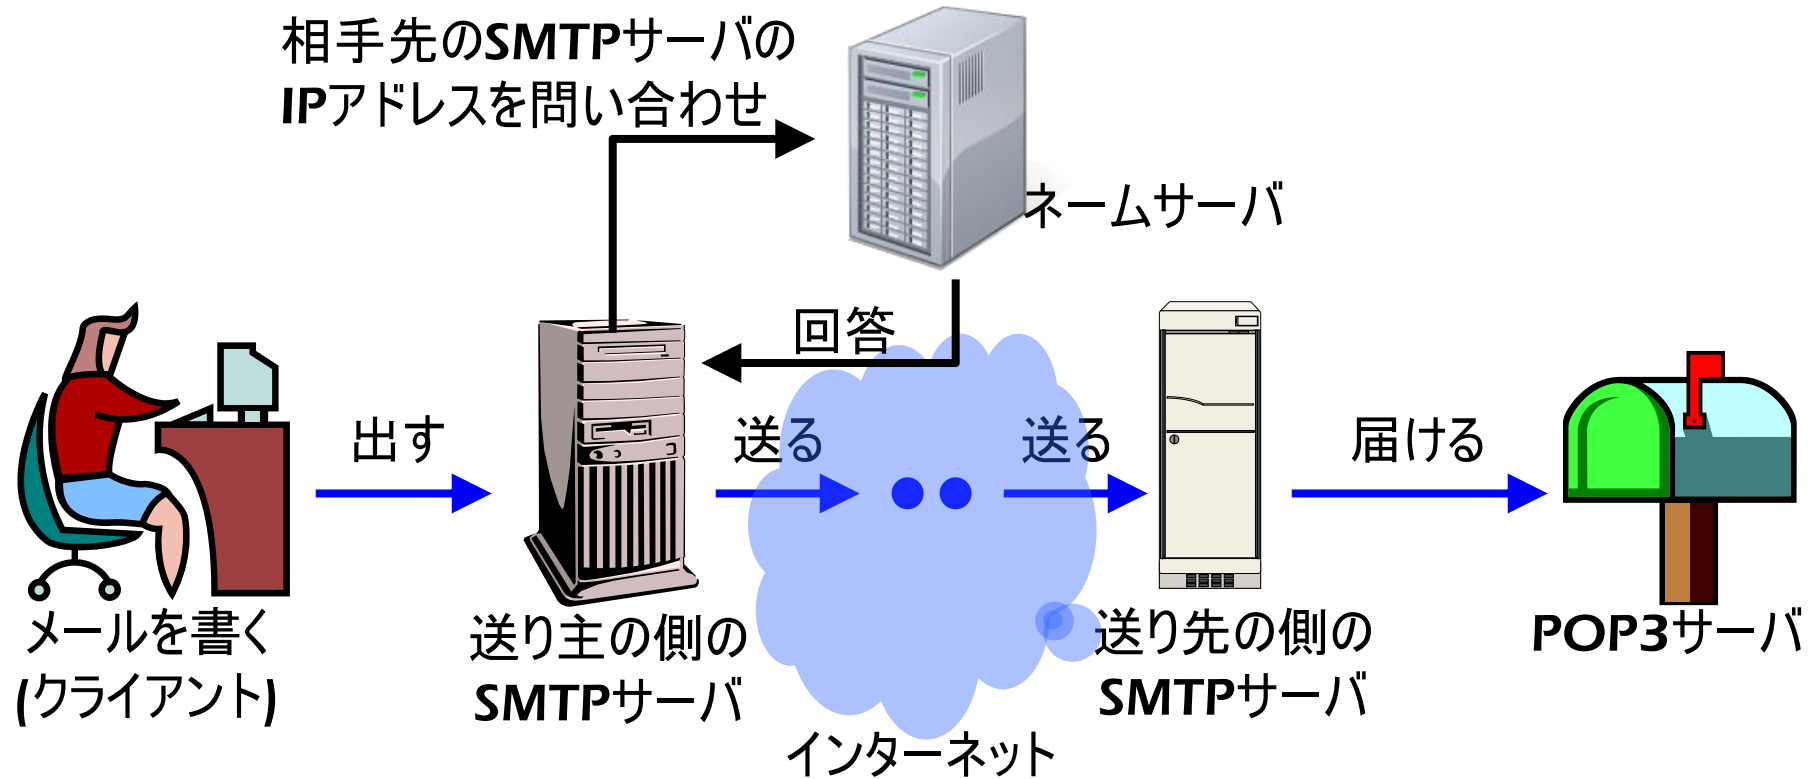 相手先のSMTPサーバの
IPアドレスを問い合わせ
ネームサーバ
回答
出す
送る
送る
届ける
メールを書く
(クライアント)
送り主の側の
SMTPサーバ
送り先の側の
SMTPサーバ
POP3サーバ
インターネット